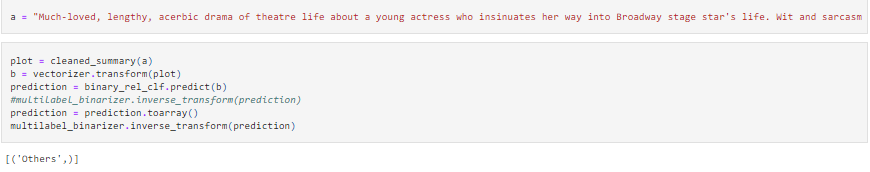 a = "Much-loved, lengthy, acerbic drama of theatre life about a young actress who insinuates her way into Broadway stage star's life. Wit and sarcasm
plot = cleaned_summary(a)
b = vectorizer.transform(plot)
prediction = binary_rel_clf.predict(b)
#multilabel_binarizer.inverse_transform(prediction)
prediction = prediction.toarray()
multilabel_binarizer.inverse_transform(prediction)
[('Others',)]